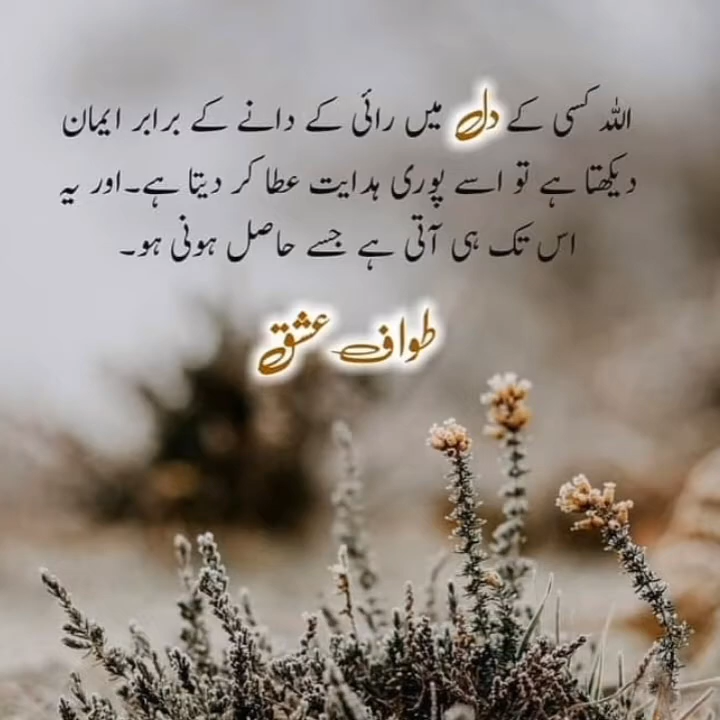 اللہ کسی کے دل میں رائی کے دانے کے برابر ایمان
دیکھتا ہے تو اسے پوری ہدایت عطا کر دیتا ہے۔اور یہ
اس تک ہی آتی ہے جسے حاصل ہونی ہو۔
طواف عشق